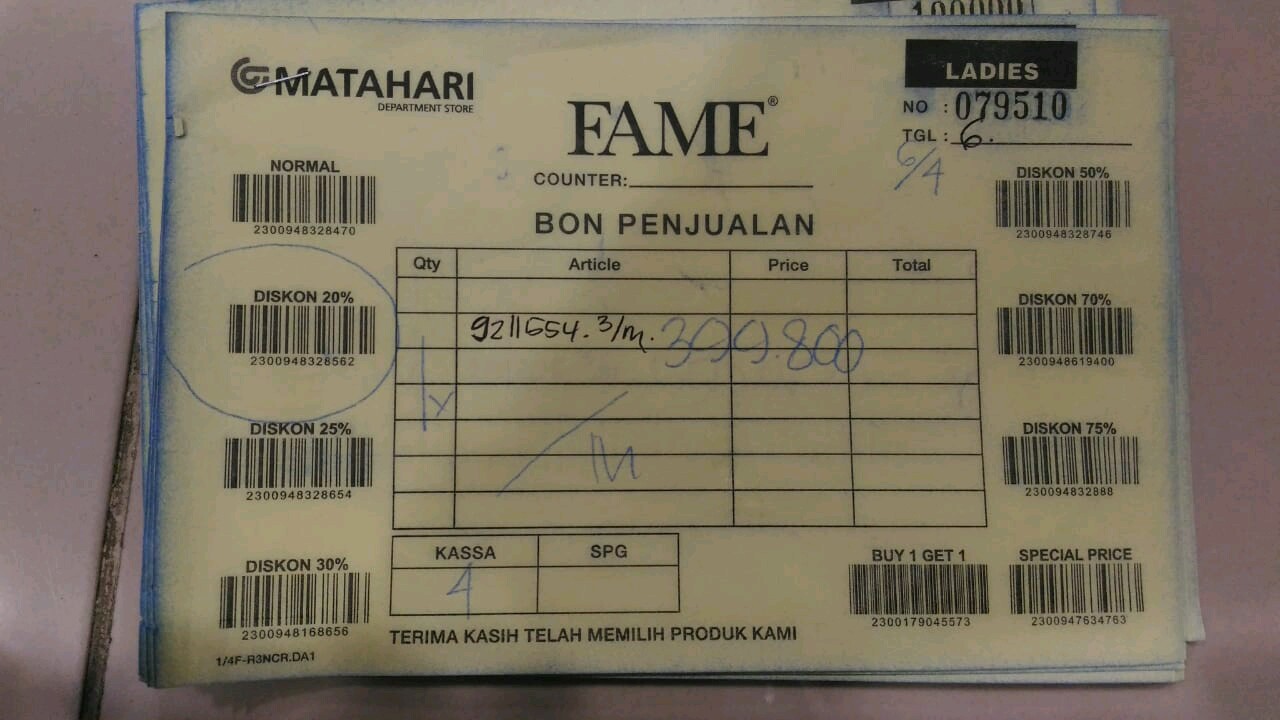 100000
MATAHARI
DEPARTMENT STORE
FAME®
LADIES
NO : 079510
TGL : 6.
6/4
COUNTER:
BON PENJUALAN
NORMAL
2300948328470
DISKON 20%
2300948328562
DISKON 25%
2300948328654
DISKON 30%
2300948168656
DISKON 50%
2300948328746
DISKON 70%
2300948619400
DISKON 75%
230094832888
Qty Article Price Total
9211554. 3/m. 399.800
1x
KASSA SPG
4
BUY 1 GET 1
2300179045573
SPECIAL PRICE
2300947634763
TERIMA KASIH TELAH MEMILIH PRODUK KAMI
1/4F-R3NCR.DA1